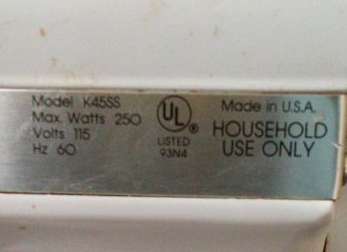 Model K45SS
Max. Watts 250
Volts 115
Hz 60
UL
®
LISTED
93N4
Made in U.S.A.
HOUSEHOLD
USE ONLY